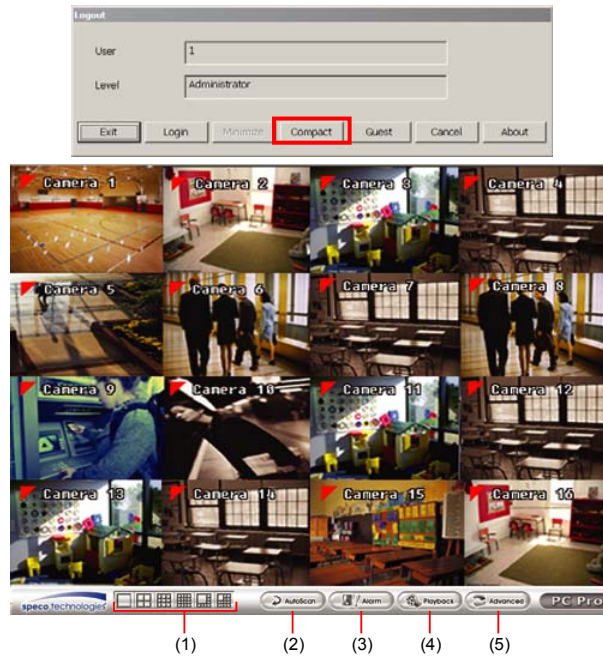 Logout
User
1
Level
Administrator
Exit Login Minimize Compact Guest Cancel About
Camera 1 Camera 2 Camera 3 Camera 4
Camera 5 Camera 6 Camera 7 Camera 8
Camera 9 Camera 10 Camera 11 Camera 12
Camera 13 Camera 14 Camera 15 Camera 16
speco technologies AutoScan Alarm Playback Advanced PC Pro
(1) (2) (3) (4) (5)